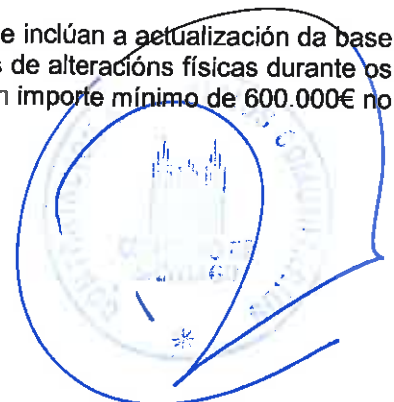 e inclúan a actualización da base
s de alteracións físicas durante os
n importe mínimo de 600.000€ no